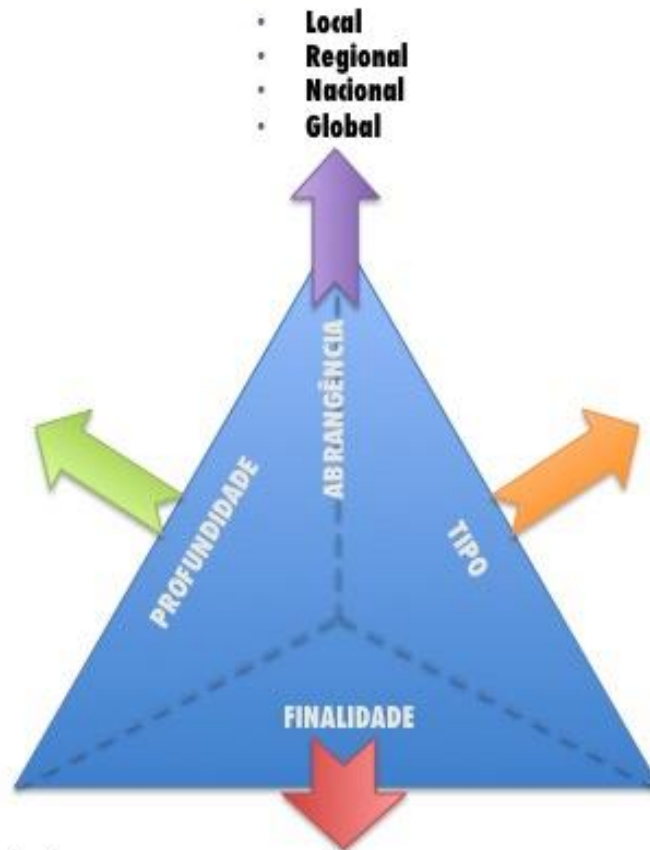 • Local
• Regional
• Nacional
• Global
ABRANGÊNCIA
PROFUNDIDADE
TIPO
FINALIDADE